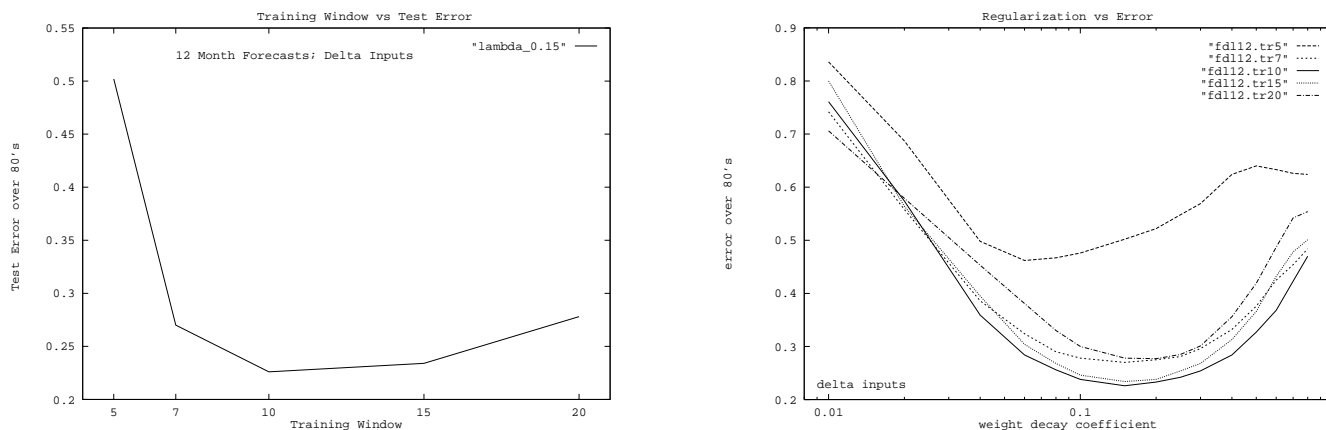 Training Window vs Test Error
0.55
0.5
0.45
0.4
0.35
0.3
0.25
0.2
Test Error over 80's
12 Month Forecasts; Delta Inputs
"lambda_0.15"
5 7 10 15 20
Training Window
Regularization vs Error
0.9
0.8
0.7
0.6
0.5
0.4
0.3
0.2
error over 80's
"fdl12.tr5"
"fdl12.tr7"
"fdl12.tr10"
"fdl12.tr15"
"fdl12.tr20"
delta inputs
0.01 0.1
weight decay coefficient